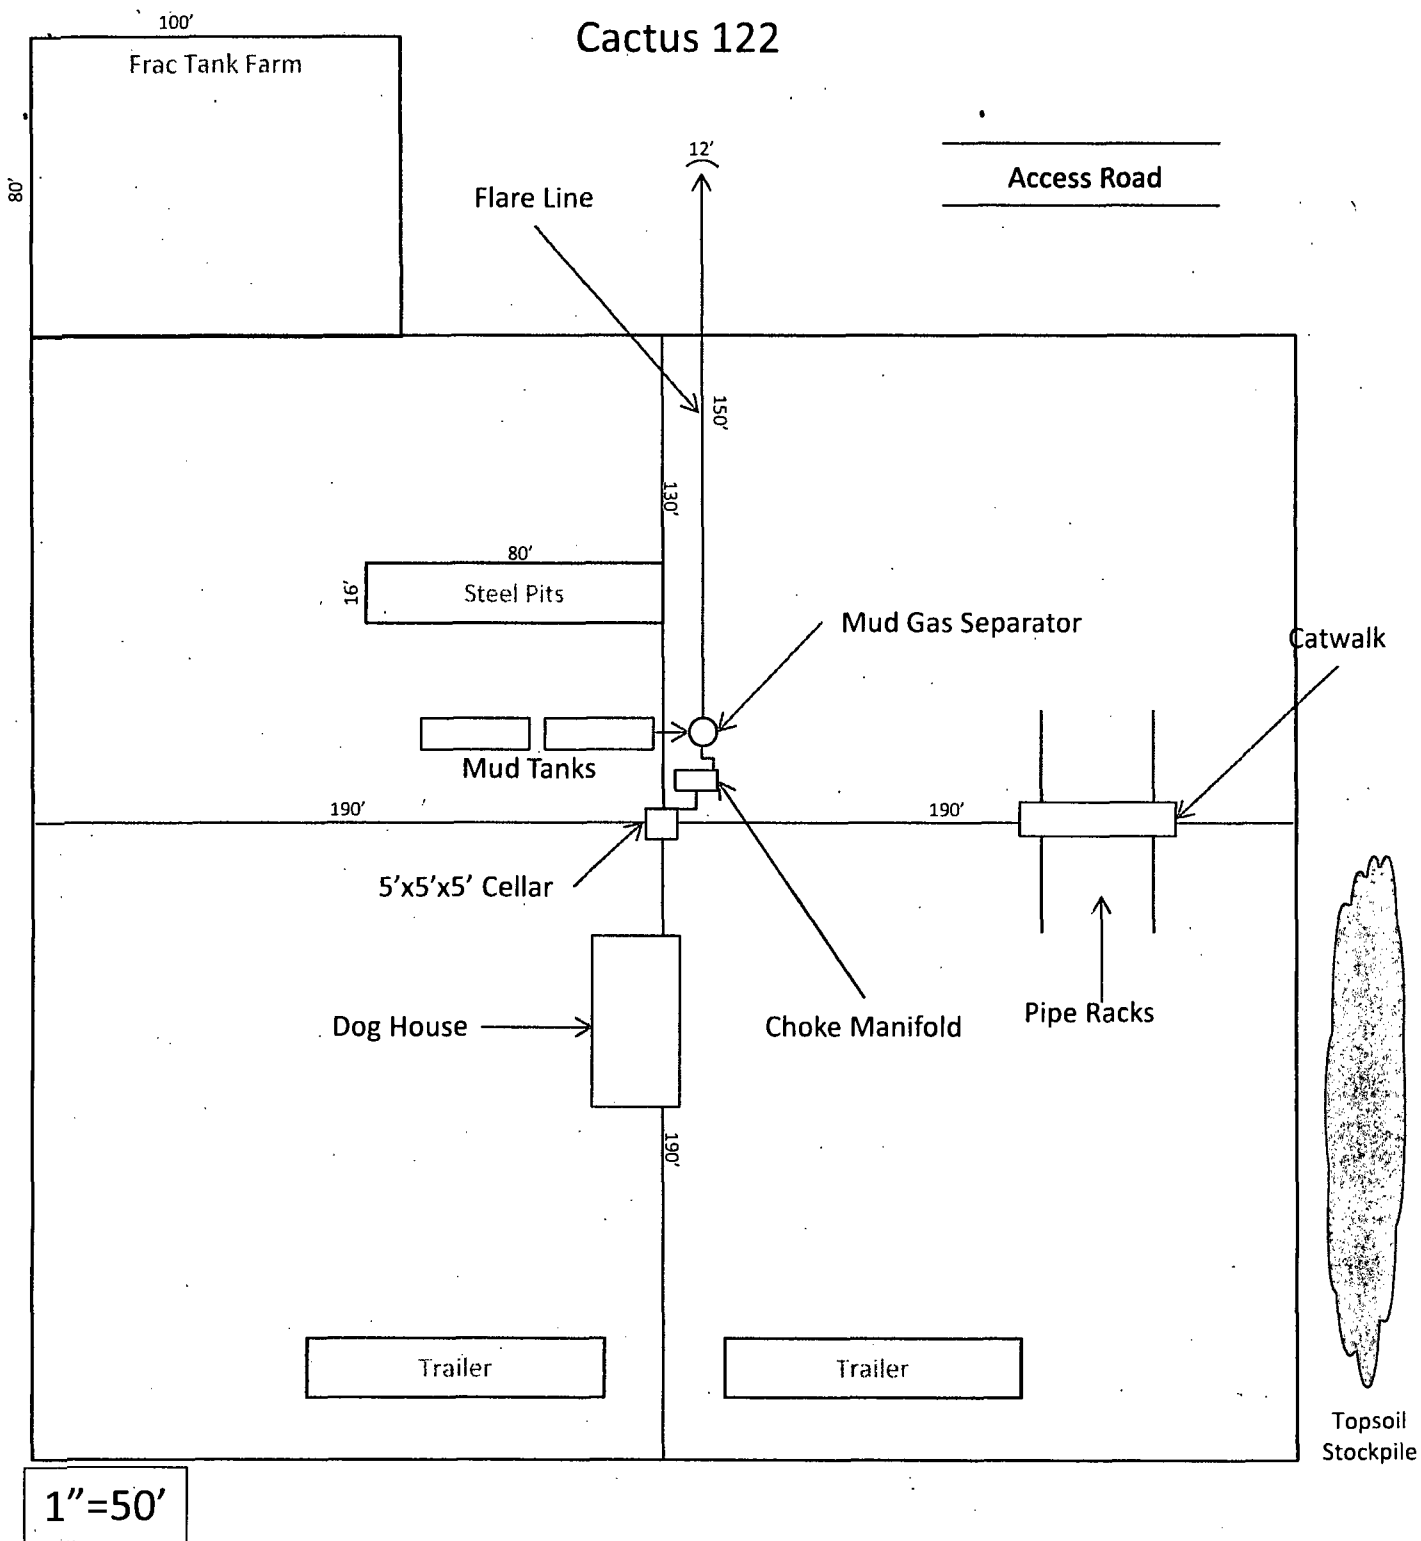 100'
Cactus 122
Frac Tank Farm
80'
12'
Access Road
Flare Line
150'
130'
80'
16'
Steel Pits
Mud Gas Separator
Catwalk
Mud Tanks
190'
190'
5'x5'x5' Cellar
Dog House
Choke Manifold
Pipe Racks
190'
Trailer
Trailer
Topsoil
Stockpile
1"=50'